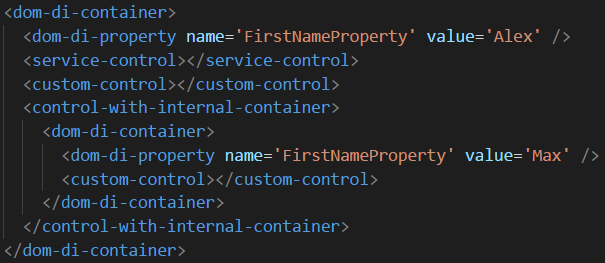 <dom-di-container>
<dom-di-property name='FirstNameProperty' value='Alex' />
<service-control></service-control>
<custom-control></custom-control>
<control-with-internal-container>
<dom-di-container>
<dom-di-property name='FirstNameProperty' value='Max' />
<custom-control></custom-control>
</dom-di-container>
</control-with-internal-container>
</dom-di-container>